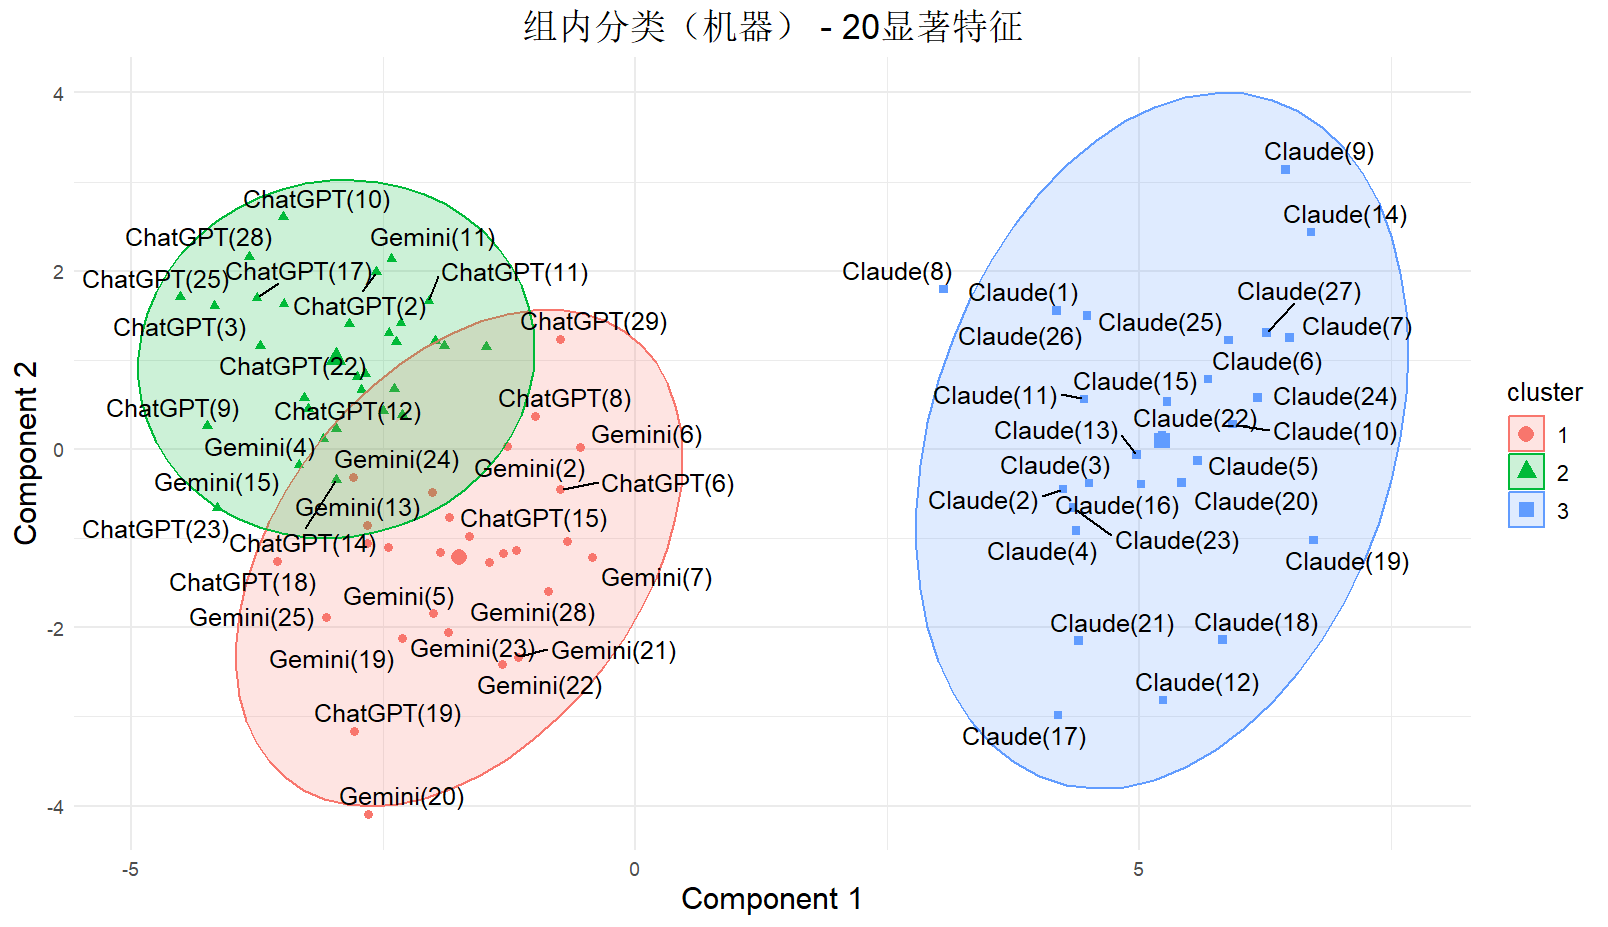 组内分类（机器） - 20显著特征
4
2
0
-2
-4
Component 2
-5
0
5
Component 1
ChatGPT(10)
ChatGPT(28)
Gemini(11)
ChatGPT(25)
ChatGPT(17)
ChatGPT(11)
ChatGPT(2)
ChatGPT(3)
ChatGPT(29)
ChatGPT(22)
ChatGPT(8)
ChatGPT(9)
ChatGPT(12)
Gemini(6)
Gemini(4)
Gemini(24)
Gemini(2)
Gemini(15)
ChatGPT(6)
Gemini(13)
ChatGPT(15)
ChatGPT(23)
ChatGPT(14)
ChatGPT(18)
Gemini(7)
Gemini(5)
Gemini(25)
Gemini(28)
Gemini(23)
Gemini(21)
Gemini(19)
Gemini(22)
ChatGPT(19)
Gemini(20)
Claude(9)
Claude(14)
Claude(8)
Claude(1)
Claude(27)
Claude(26)
Claude(25)
Claude(7)
Claude(6)
Claude(15)
Claude(11)
Claude(24)
Claude(22)
Claude(13)
Claude(10)
Claude(3)
Claude(5)
Claude(2)
Claude(16)
Claude(20)
Claude(4)
Claude(23)
Claude(19)
Claude(21)
Claude(18)
Claude(12)
Claude(17)
cluster
1
2
3